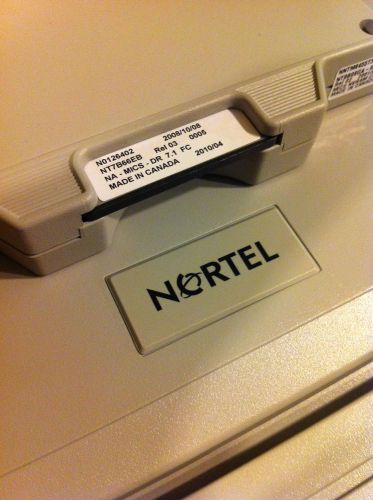 N0126402 2008/10/08
NT7B66EB Rel 03 0005
NA - MICS - DR 7.1 FC
MADE IN CANADA 2010/04
NORTEL